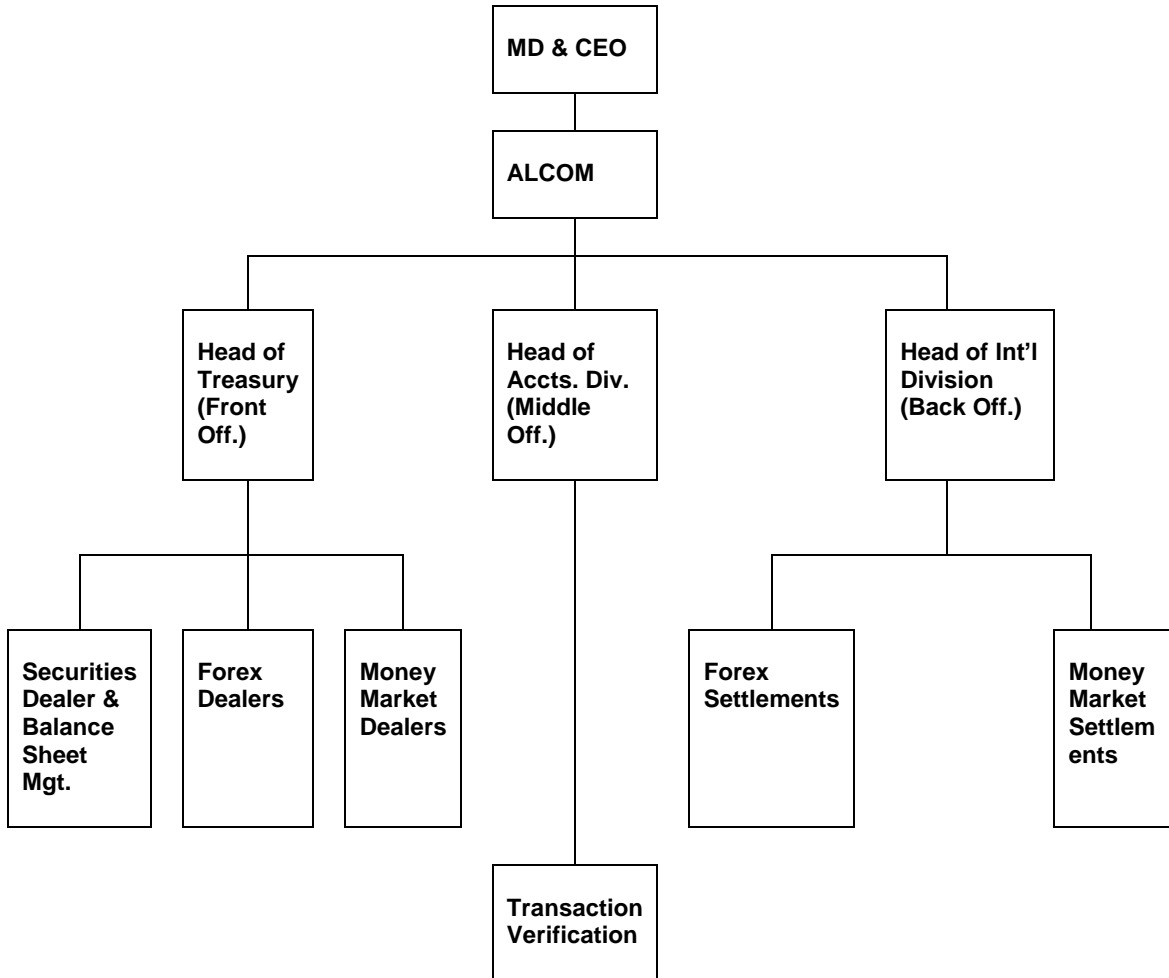 MD & CEO
ALCOM
Head of
Treasury
(Front
Off.)
Head of
Accts. Div.
(Middle
Off.)
Head of Int'l
Division
(Back Off.)
Securities
Dealer &
Balance
Sheet
Mgt.
Forex
Dealers
Money
Market
Dealers
Forex
Settlements
Money
Market
Settlem
ents
Transaction
Verification